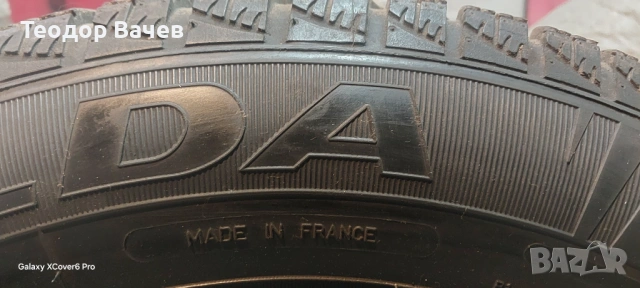 Теодор Вачев
DA
MADE IN FRANCE
Galaxy XCover6 Pro
BAZAR